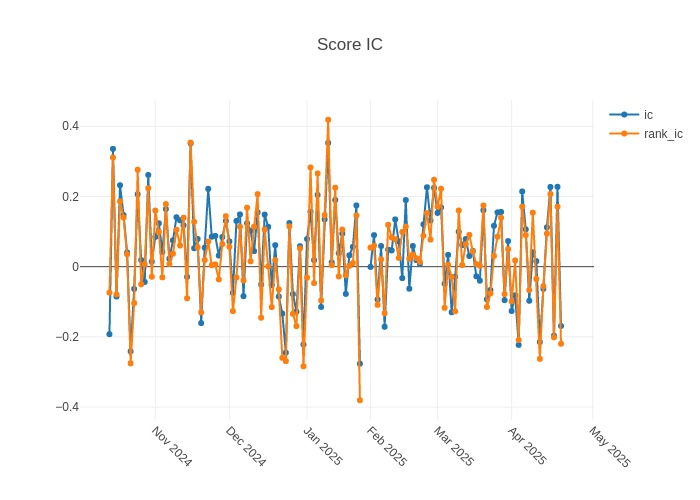 Score IC
ic
rank_ic
0.4
0.2
0
−0.2
−0.4
Nov 2024
Dec 2024
Jan 2025
Feb 2025
Mar 2025
Apr 2025
May 2025